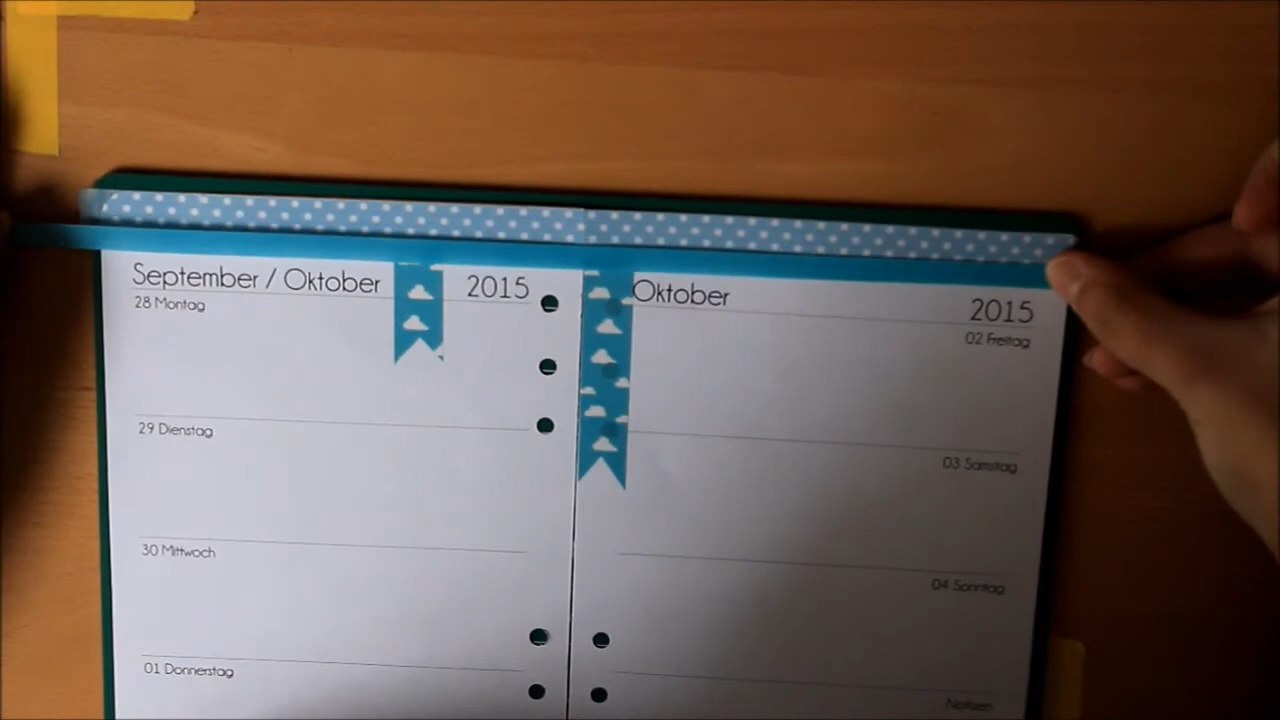 September / Oktober 2015
28 Montag
29 Dienstag
30 Mittwoch
01 Donnerstag
Oktober 2015
02 Freitag
03 Samstag
04 Sonntag
Notizen